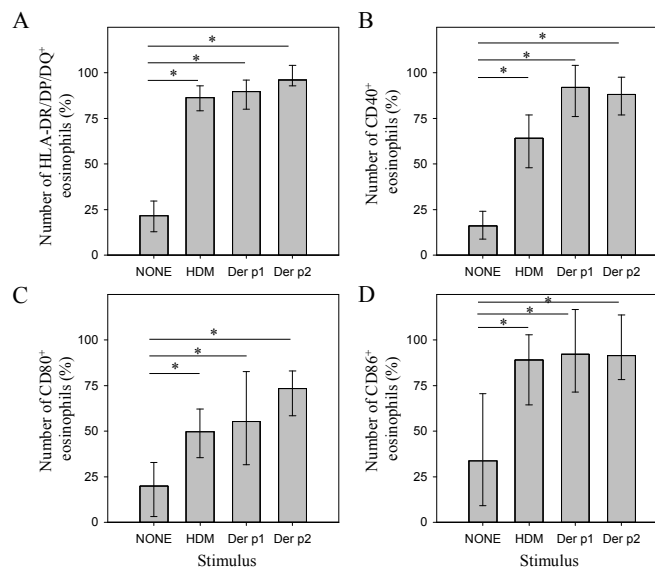 A
Number of HLA-DR/DP/DQ⁺
eosinophils (%)
100
75
50
25
0
*
*
*
NONE HDM Der p1 Der p2
B
Number of CD40⁺
eosinophils (%)
100
75
50
25
0
*
*
*
NONE HDM Der p1 Der p2
C
Number of CD80⁺
eosinophils (%)
100
75
50
25
0
*
*
*
NONE HDM Der p1 Der p2
Stimulus
D
Number of CD86⁺
eosinophils (%)
100
75
50
25
0
*
*
*
NONE HDM Der p1 Der p2
Stimulus